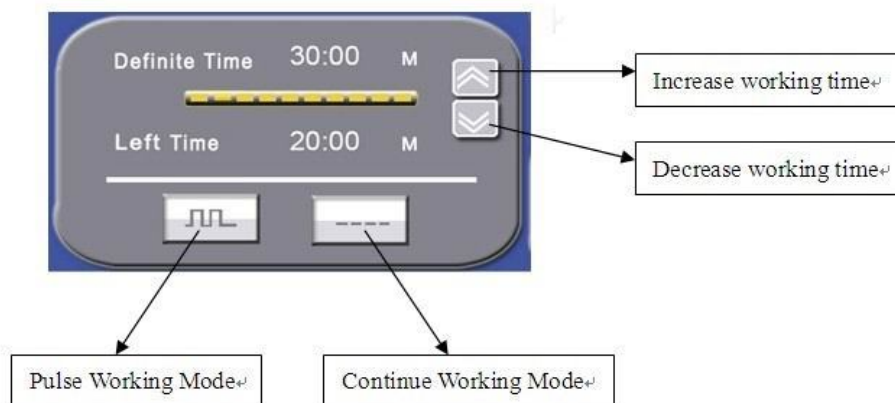 Definite Time 30:00 M
Increase working time
Left Time 20:00 M
Decrease working time
Pulse Working Mode
Continue Working Mode